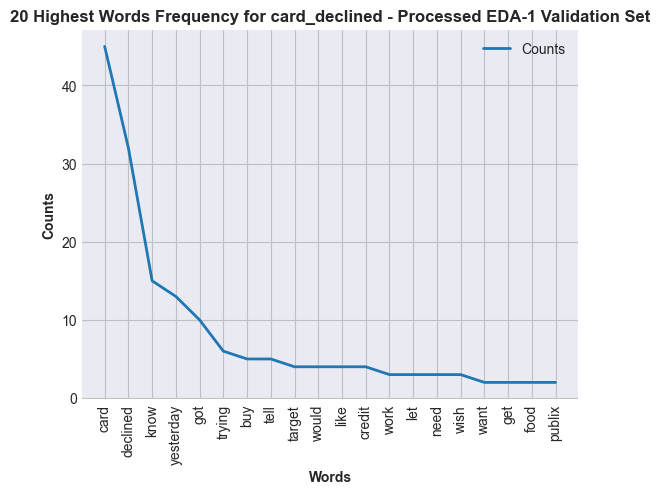 20 Highest Words Frequency for card_declined - Processed EDA-1 Validation Set
Counts
40
30
20
10
0
Counts
card
declined
know
yesterday
got
trying
buy
tell
target
would
like
credit
work
let
need
wish
want
get
food
publix
Words